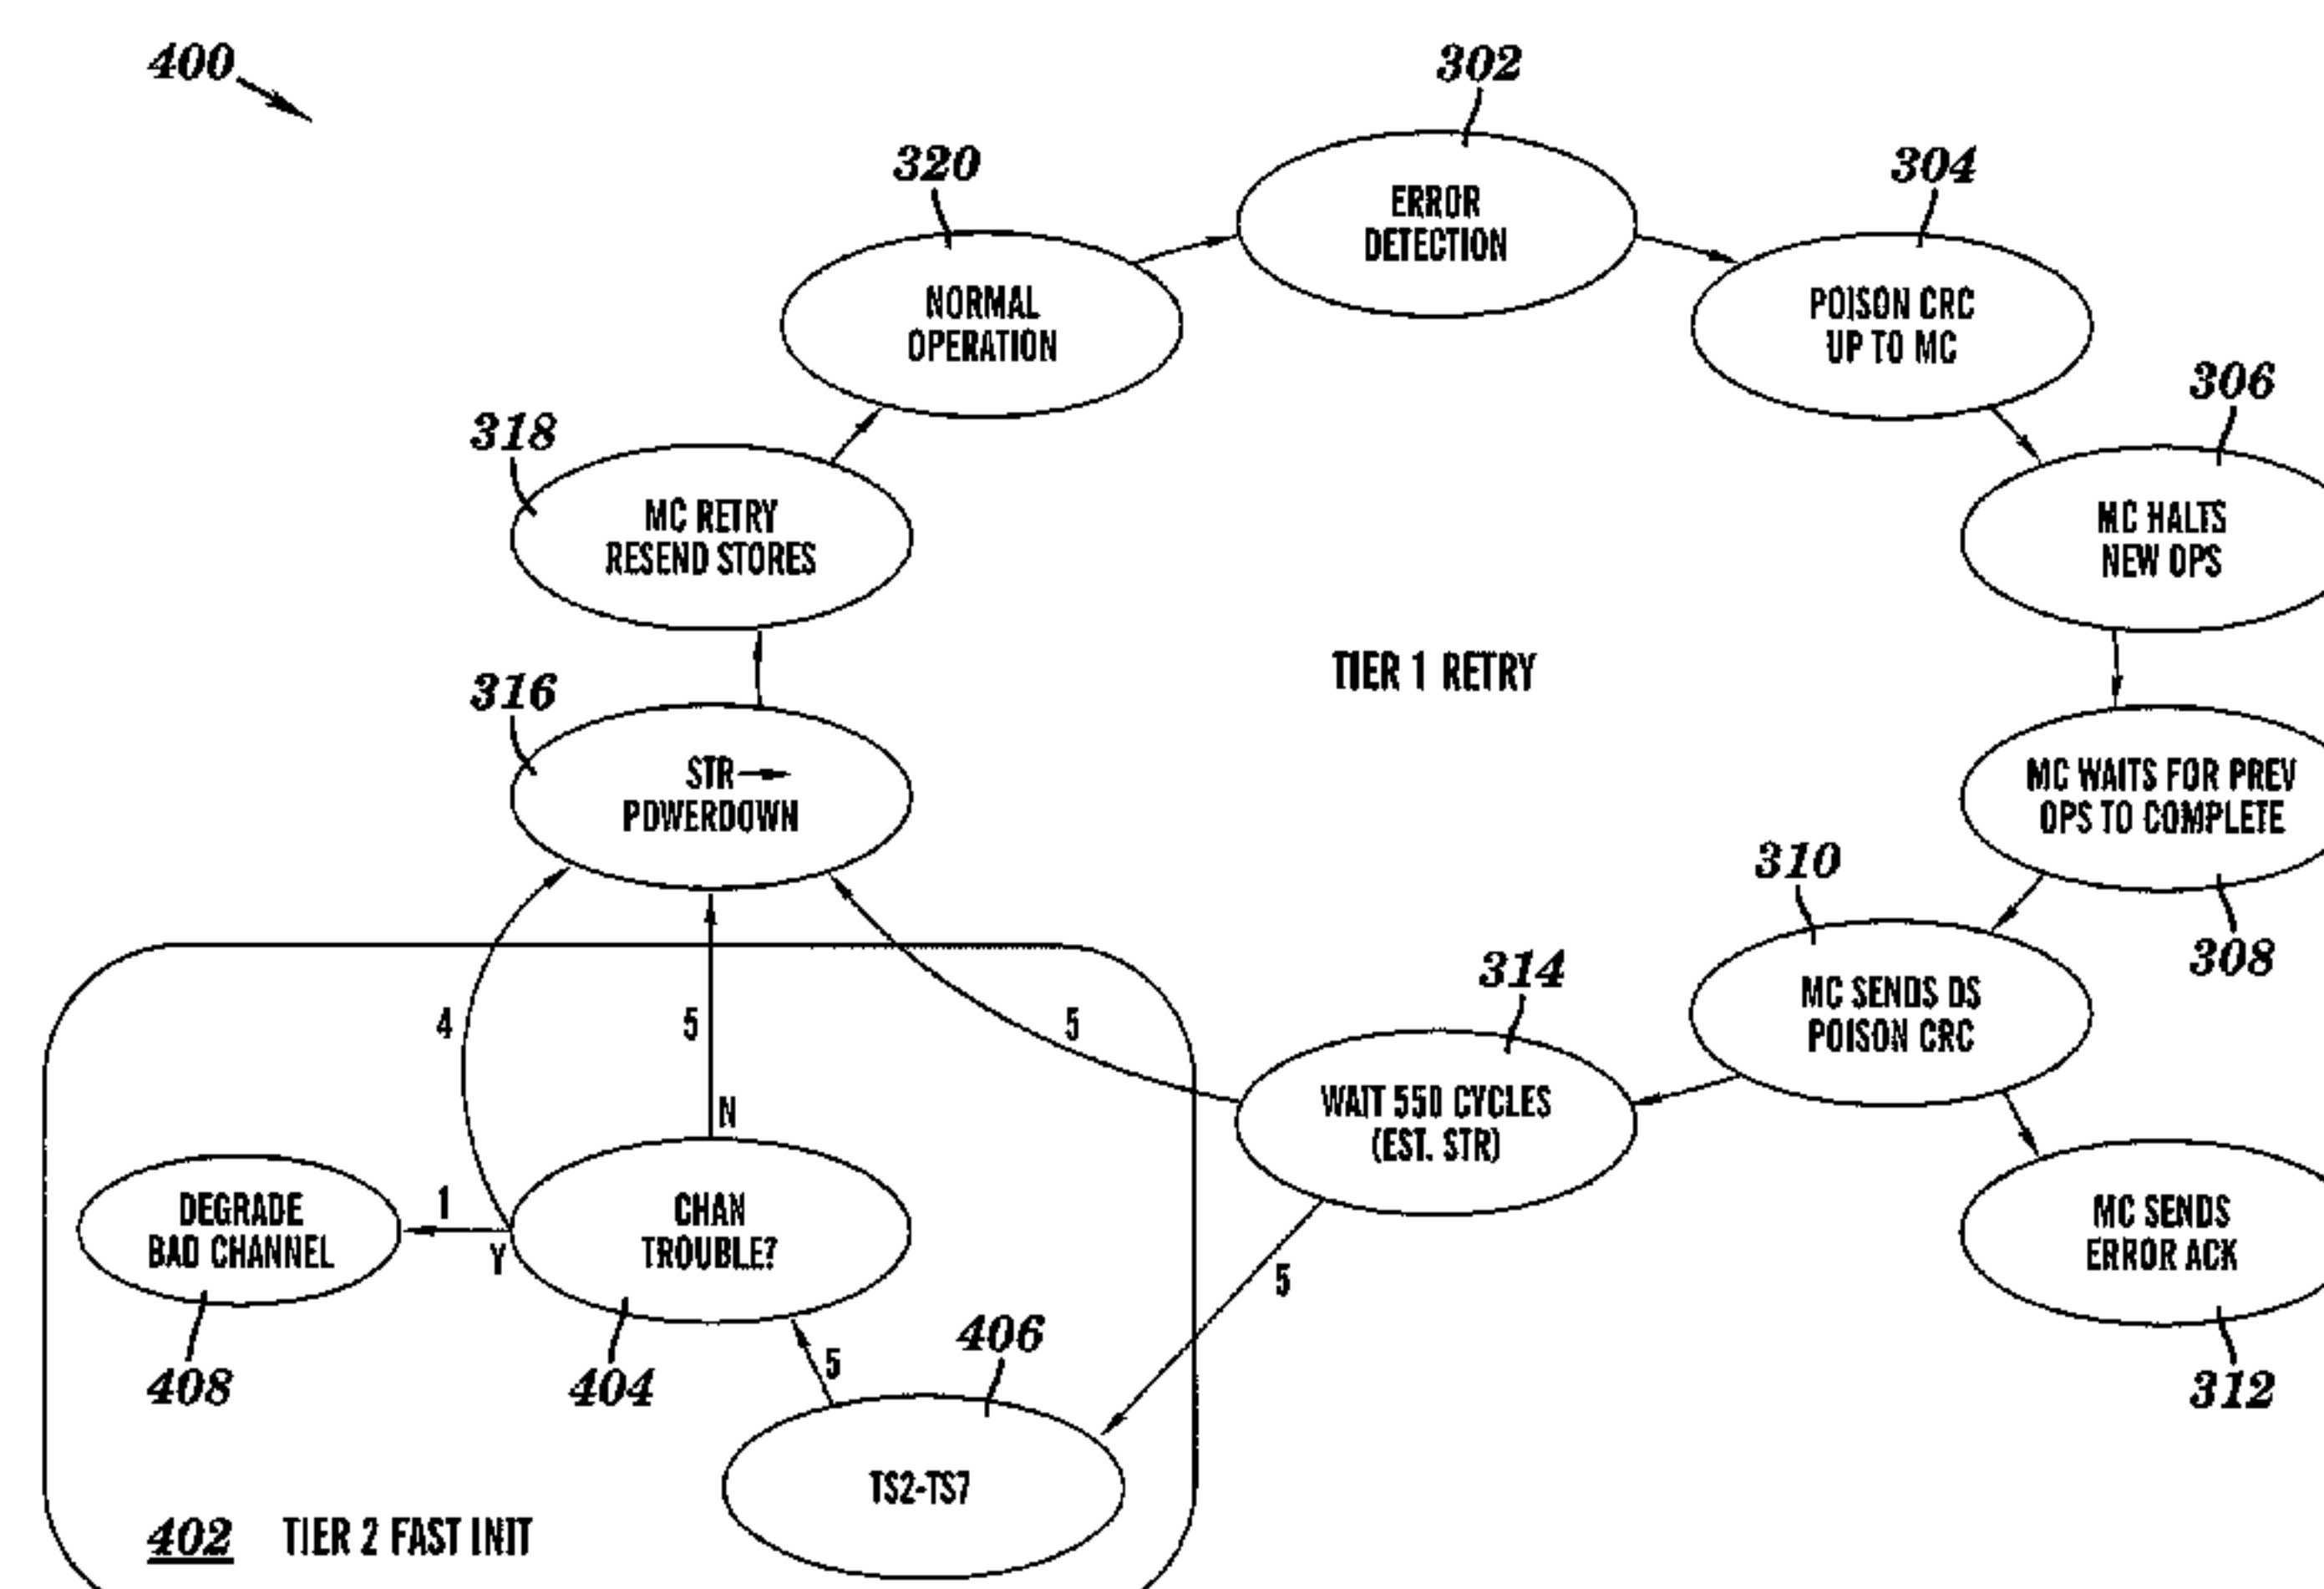 400
302
304
320
ERROR
DETECTION
NORMAL
OPERATION
POISON CRC
UP TO MC
306
318
MC RETRY
RESEND STORES
MC HALTS
NEW OPS
TIER 1 RETRY
316
STR
POWERDOWN
MC WAITS FOR PREV
OPS TO COMPLETE
310
308
314
MC SENDS DS
POISON CRC
4
5
5
N
WAIT 550 CYCLES
(EST. STR)
DEGRADE
BAD CHANNEL
1
Y
CHAN
TROUBLE?
MC SENDS
ERROR ACK
5
406
5
408
404
312
TS2-TS7
402 TIER 2 FAST INIT